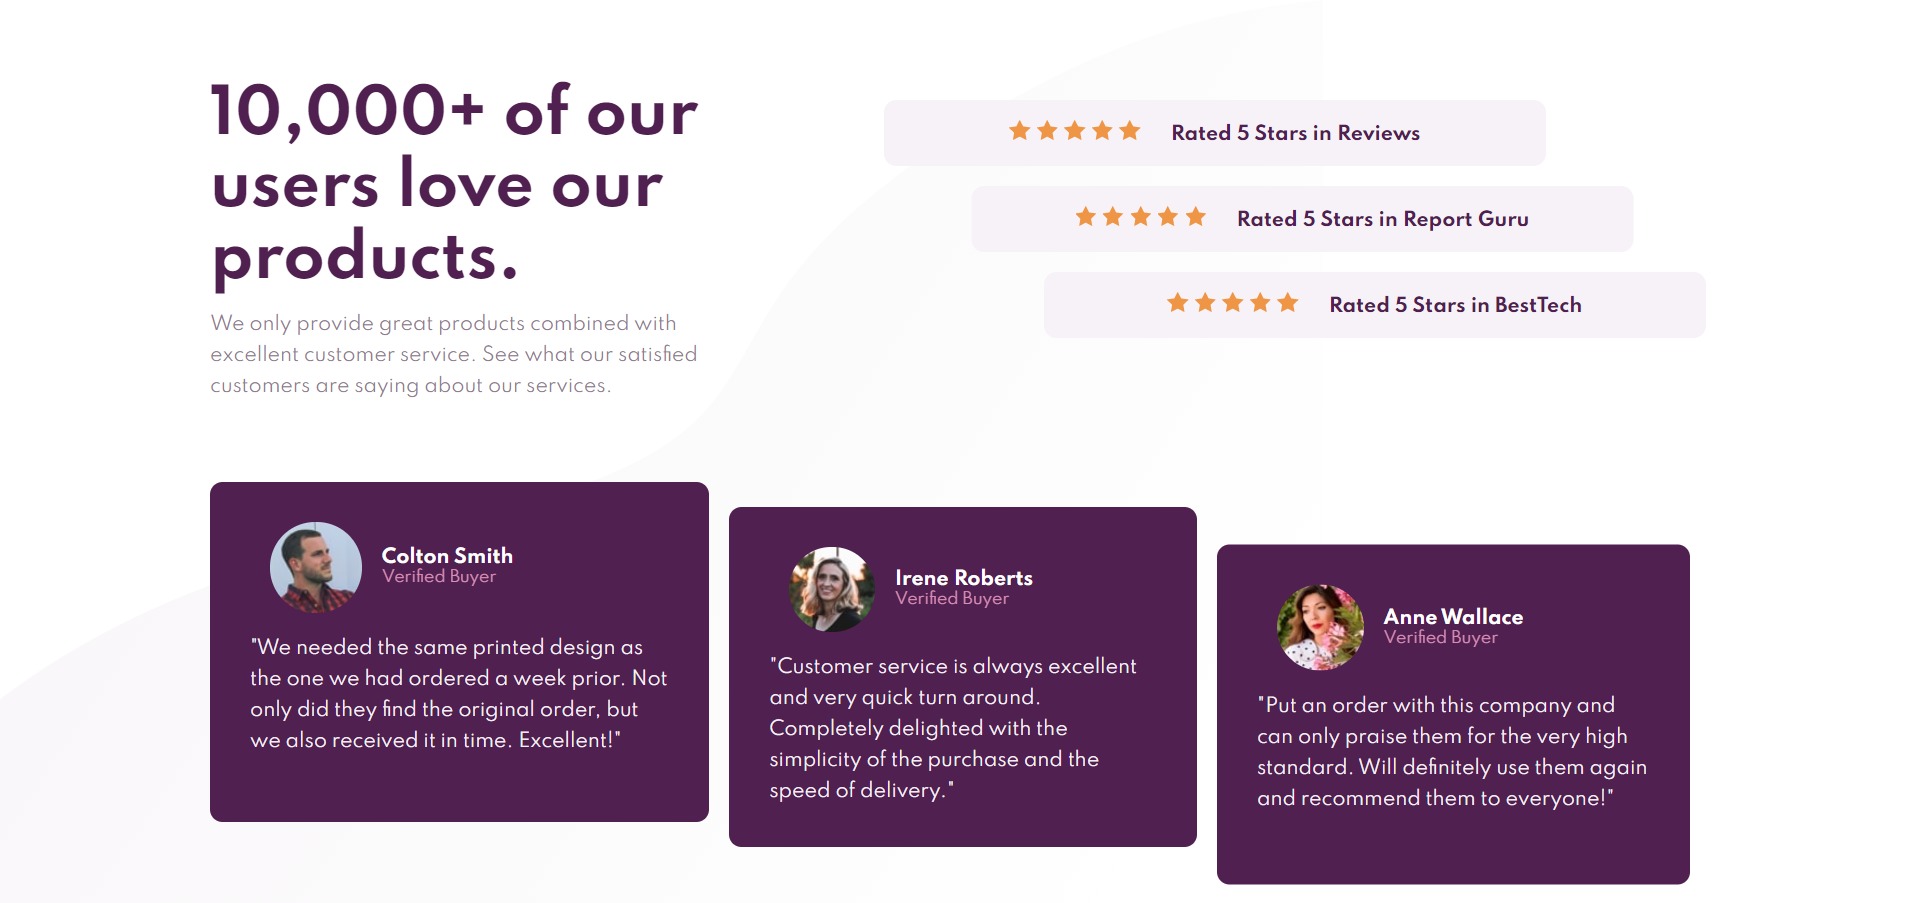 10,000+ of our
users love our
products.
We only provide great products combined with
excellent customer service. See what our satisfied
customers are saying about our services.
Rated 5 Stars in Reviews
Rated 5 Stars in Report Guru
Rated 5 Stars in BestTech
Colton Smith
Verified Buyer
"We needed the same printed design as
the one we had ordered a week prior. Not
only did they find the original order, but
we also received it in time. Excellent!"
Irene Roberts
Verified Buyer
"Customer service is always excellent
and very quick turn around.
Completely delighted with the
simplicity of the purchase and the
speed of delivery."
Anne Wallace
Verified Buyer
"Put an order with this company and
can only praise them for the very high
standard. Will definitely use them again
and recommend them to everyone!"